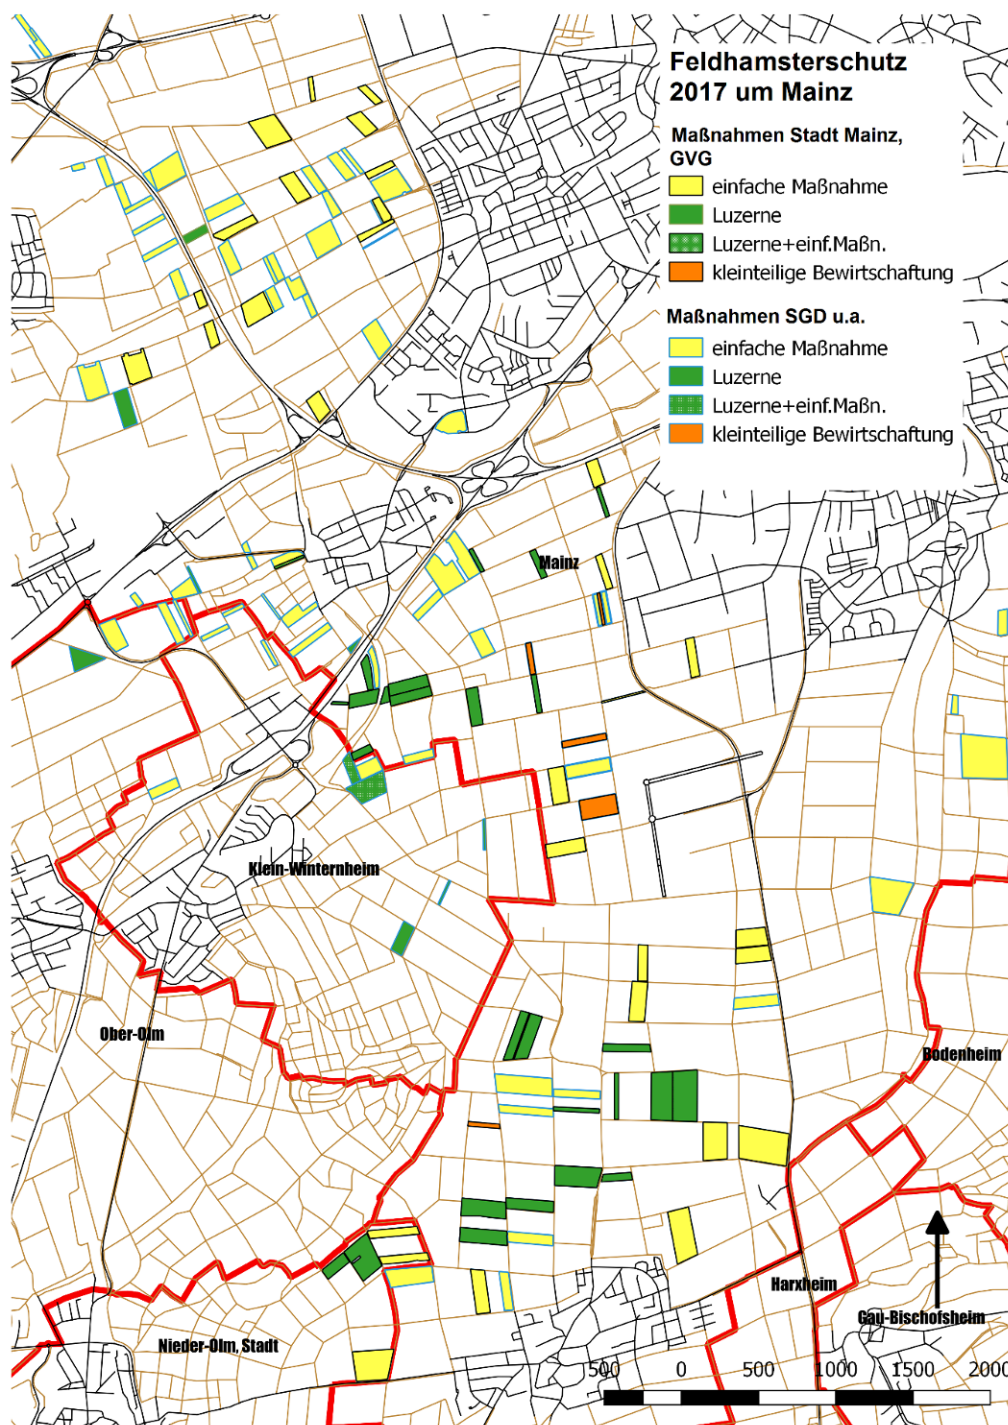 Feldhamsterschutz
2017 um Mainz
Maßnahmen Stadt Mainz,
GVG
einfache Maßnahme
Luzerne
Luzerne+einf.Maßn.
kleinteilige Bewirtschaftung
Maßnahmen SGD u.a.
einfache Maßnahme
Luzerne
Luzerne+einf.Maßn.
kleinteilige Bewirtschaftung
Mainz
Klein-Winternheim
Ober-Olm
Bodenheim
Harxheim
Gau-Bischofsheim
Nieder-Olm, Stadt
500 0 500 1000 1500 2000